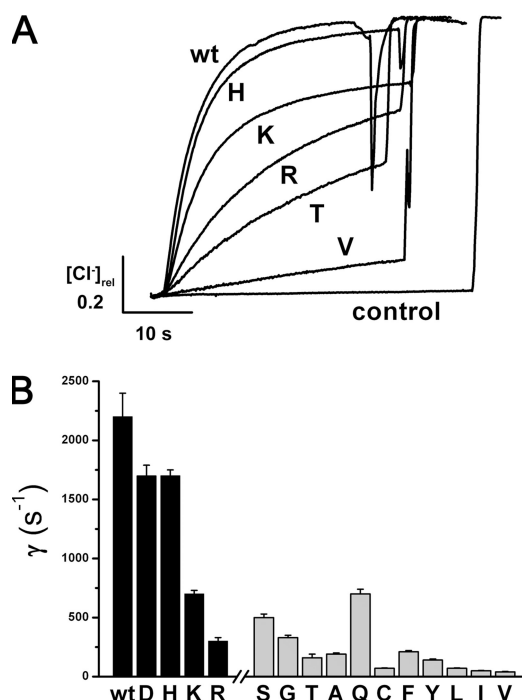 A
wt
H
K
R
T
V
[Cl-]rel
0.2
10 s
control
B
2500
2000
1500
1000
500
0
γ (s⁻¹)
wt D H K R S G T A Q C F Y L I V